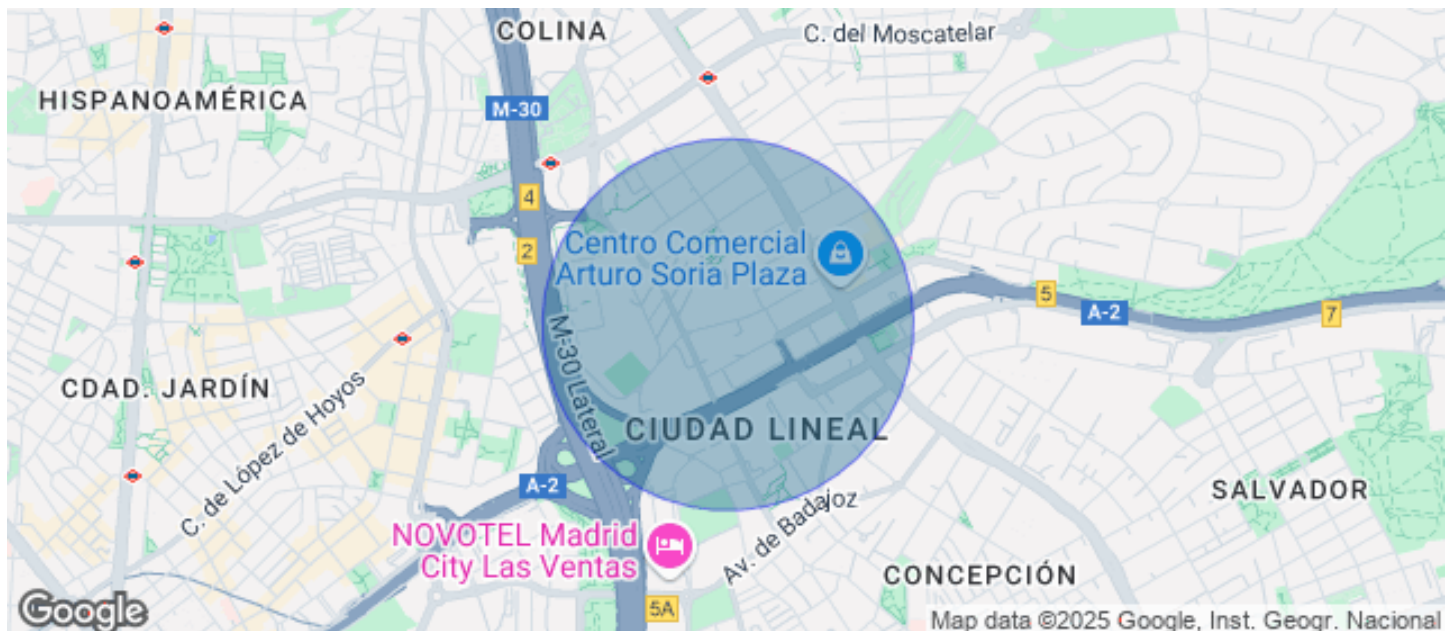 COLINA
C. del Moscatelar
HISPANOAMÉRICA
M-30
4
2
Centro Comercial
Arturo Soria Plaza
5
A-2
7
M-30 Lateral
CDAD. JARDÍN
C. de López de Hoyos
CIUDAD LINEAL
A-2
SALVADOR
Av. de Badajoz
NOVOTEL Madrid
City Las Ventas
CONCEPCIÓN
5A
Google
Map data ©2025 Google, Inst. Geogr. Nacional